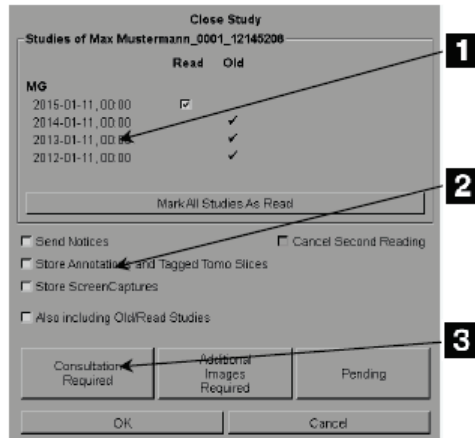 Close Study
Studies of Max Mustermann_0001_12145208
Read Old
MG
2015-01-11, 00:00
2014-01-11, 00:00
2013-01-11, 00:00
2012-01-11, 00:00
Mark All Studies As Read
Send Notices Cancel Second Reading
Store Annotations and Tagged Tomo Slices
Store ScreenCaptures
Also including Old/Read Studies
Consultation Required Additional Images Required Pending
OK Cancel
1
2
3